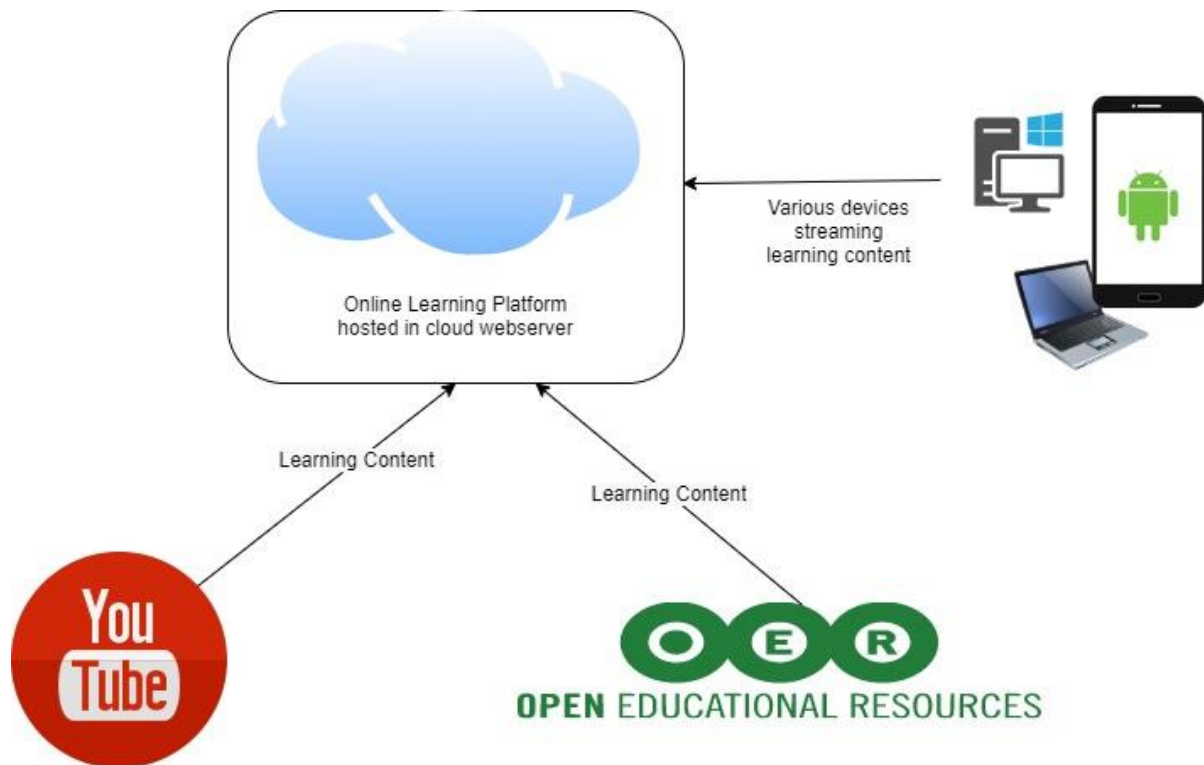 Online Learning Platform
hosted in cloud webserver
Various devices
streaming
learning content
Learning Content
Learning Content
You
Tube
OER
OPEN EDUCATIONAL RESOURCES